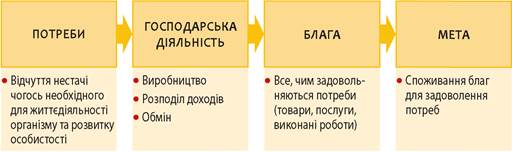 ПОТРЕБИ
ГОСПОДАРСЬКА
ДІЯЛЬНІСТЬ
БЛАГА
МЕТА
• Відчуття нестачі
чогось необхідного
для життєдіяльності
організму та розвитку
особистості
• Виробництво
• Розподіл доходів
• Обмін
• Все, чим задоволь-
няються потреби
(товари, послуги,
виконані роботи)
• Споживання благ
для задоволення
потреб